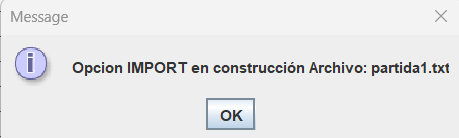 Message
Opcion IMPORT en construcción Archivo: partida1.txt
OK